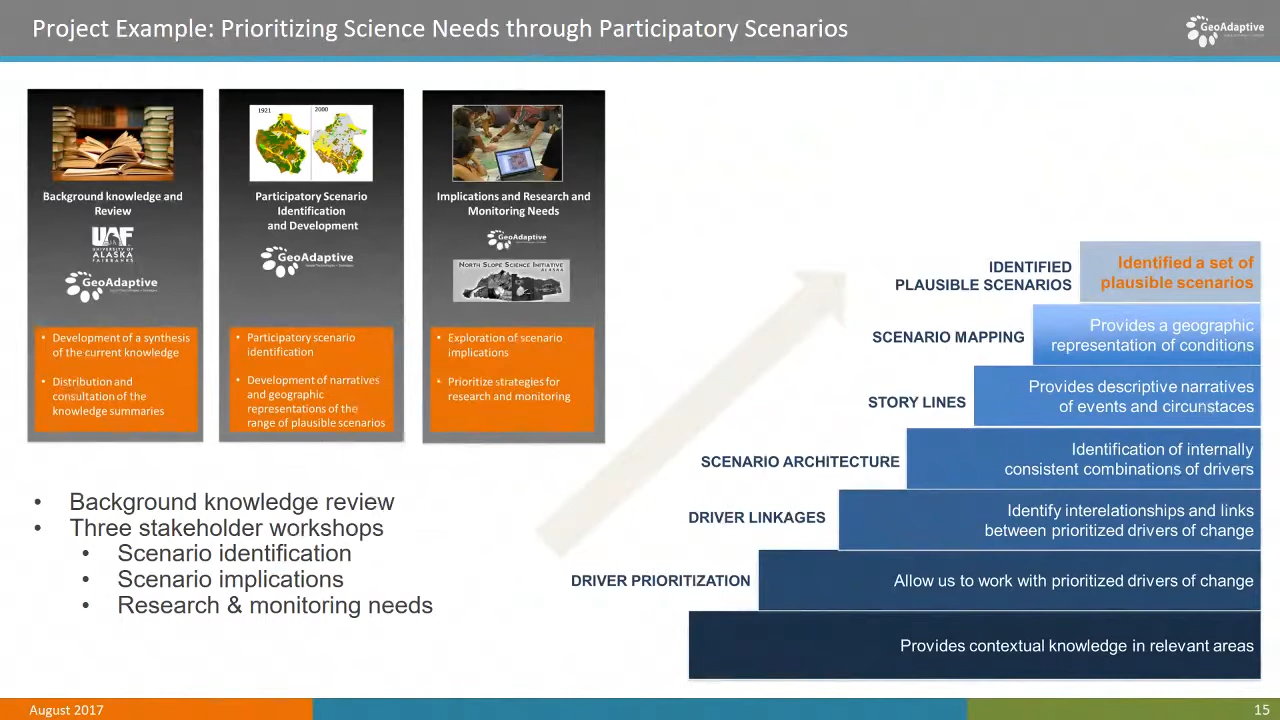 Project Example: Prioritizing Science Needs through Participatory Scenarios
GeoAdaptive
Background knowledge and
Review
UAF
UNIVERSITY OF
ALASKA
FAIRBANKS
GeoAdaptive
• Development of a synthesis
of the current knowledge
• Distribution and
consultation of the
knowledge summaries
1921
2000
Participatory Scenario
Identification
and Development
GeoAdaptive
• Participatory scenario
identification
• Development of narratives
and geographic
representations of the
range of plausible scenarios
Implications and Research and
Monitoring Needs
GeoAdaptive
NORTH SLOPE SCIENCE INITIATIVE
ALASKA
• Exploration of scenario
implications
• Prioritize strategies for
research and monitoring
• Background knowledge review
• Three stakeholder workshops
• Scenario identification
• Scenario implications
• Research & monitoring needs
IDENTIFIED
PLAUSIBLE SCENARIOS
Identified a set of
plausible scenarios
SCENARIO MAPPING
Provides a geographic
representation of conditions
STORY LINES
Provides descriptive narratives
of events and circunstaces
SCENARIO ARCHITECTURE
Identification of internally
consistent combinations of drivers
DRIVER LINKAGES
Identify interelationships and links
between prioritized drivers of change
DRIVER PRIORITIZATION
Allow us to work with prioritized drivers of change
Provides contextual knowledge in relevant areas
August 2017
15